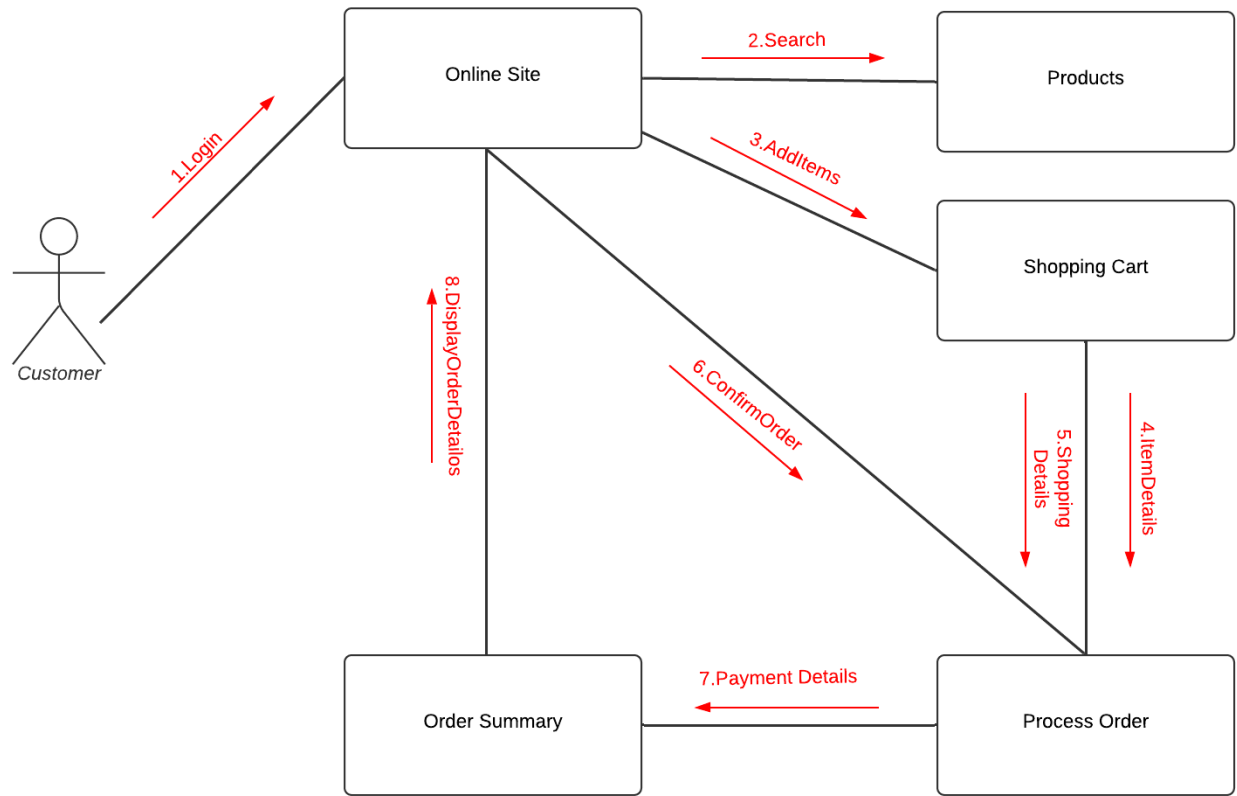 Online Site
2.Search
Products
1.Login
3.AddItems
Shopping Cart
Customer
8.DisplayOrderDetailos
6.ConfirmOrder
5.Shopping
Details
4.ItemDetails
Order Summary
7.Payment Details
Process Order